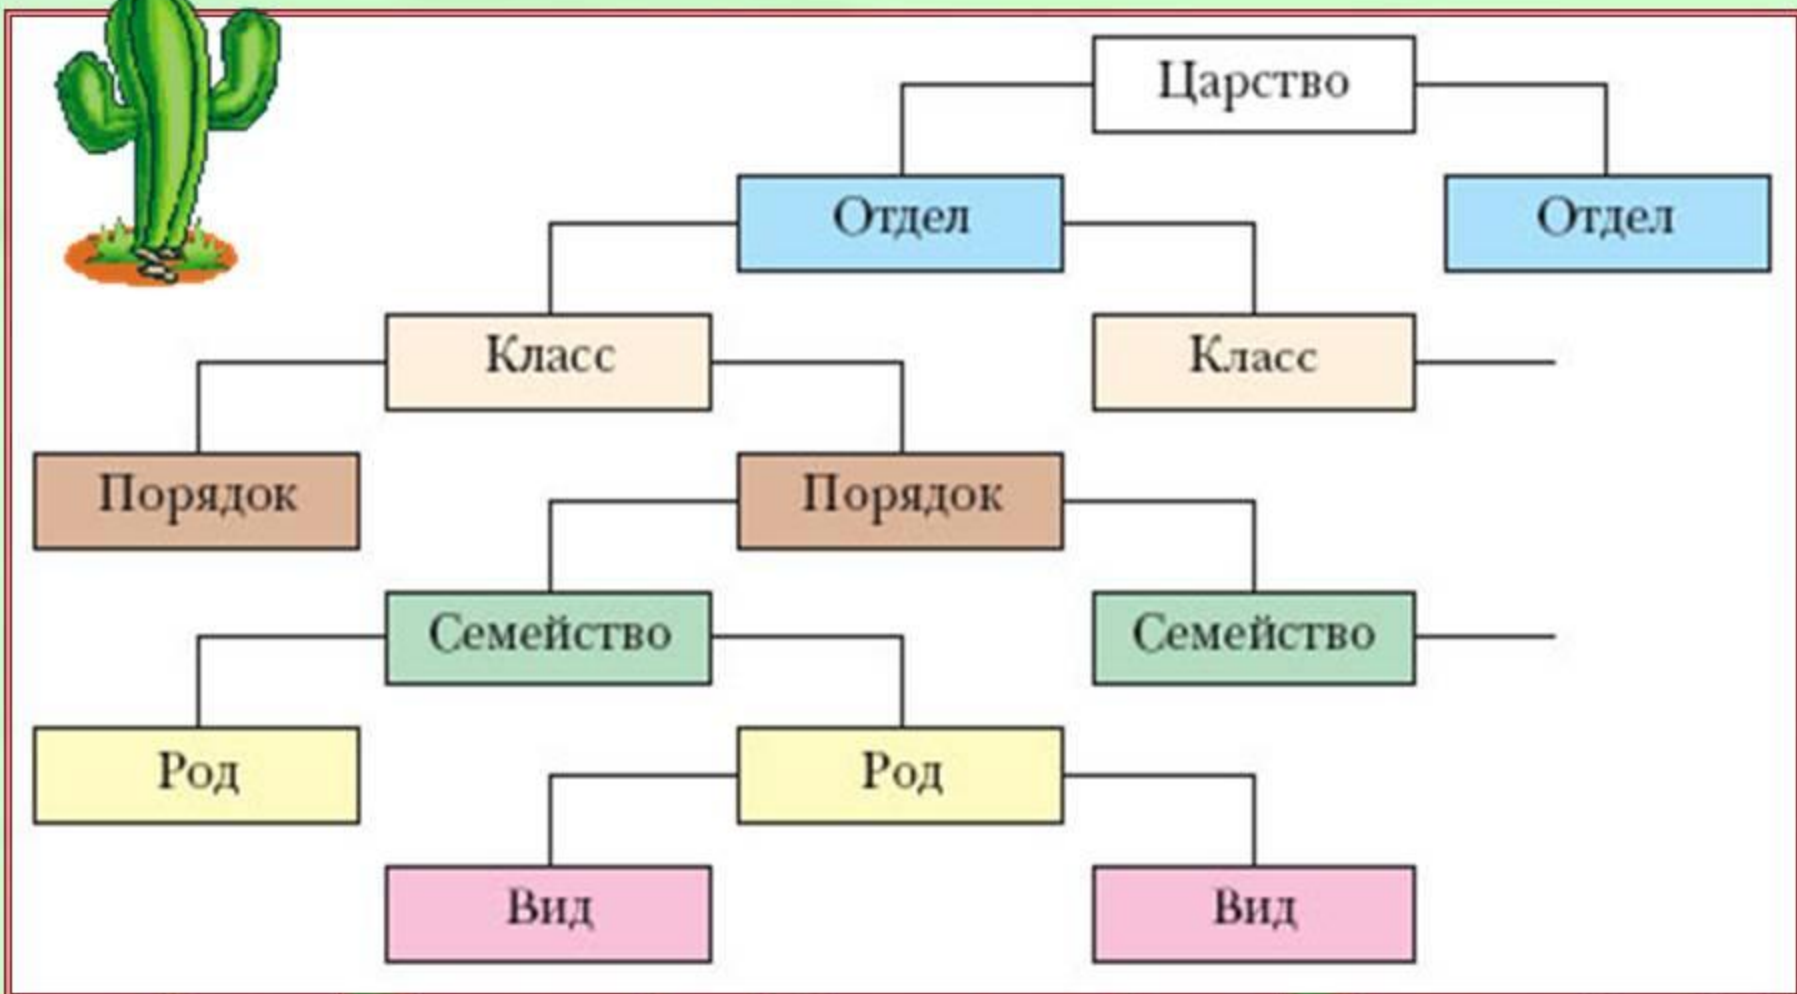 Царство
Отдел
Отдел
Класс
Класс
Порядок
Порядок
Семейство
Семейство
Род
Род
Вид
Вид